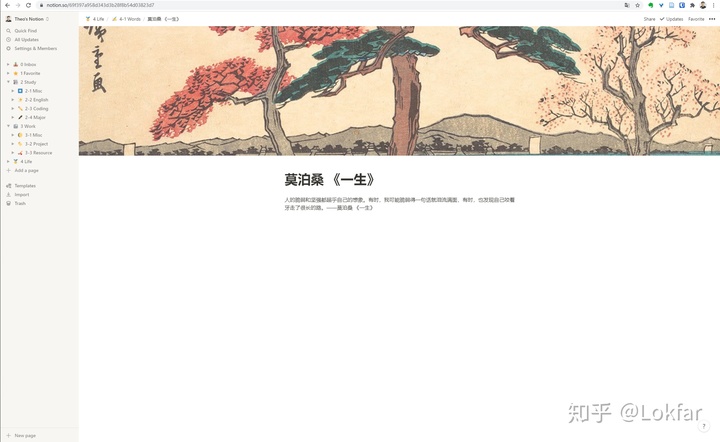 notion.so/69f397a958d343d3b28f8b54d03823d7
Theo's Notion
4 Life / 4-1 Words / 莫泊桑 《一生》
Share
Updates
Favorite
Quick Find
All Updates
Settings & Members
0 Inbox
1 Favorite
2 Study
2-1 Misc
2-2 English
2-3 Coding
2-4 Major
3 Work
3-1 Misc
3-2 Project
3-3 Resource
4 Life
Add a page
Templates
Import
Trash
廣重画
莫泊桑 《一生》
人的脆弱和坚强都超乎自己的想象。有时，我可能脆弱得一句话就泪流满面，有时，也发现自己咬着
牙走了很长的路。——莫泊桑 《一生》
知乎 @Lokfar
?
New page